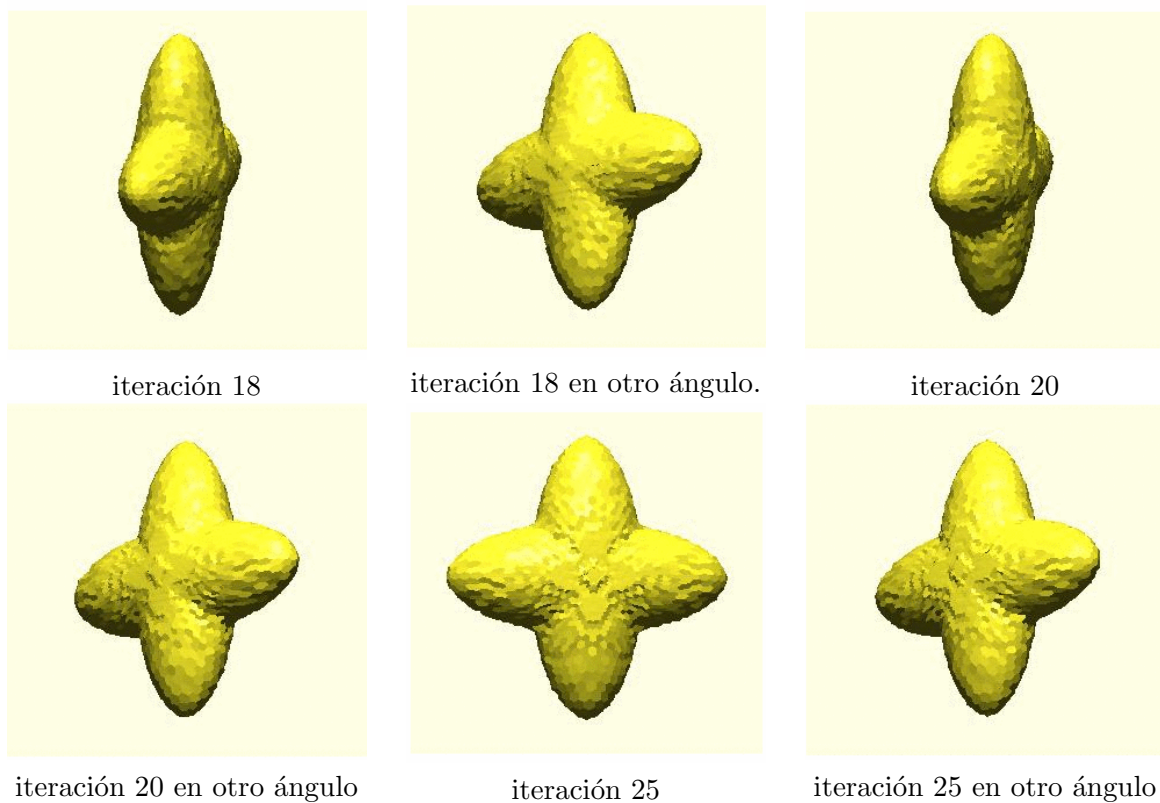 iteración 18
iteración 18 en otro ángulo.
iteración 20
iteración 20 en otro ángulo
iteración 25
iteración 25 en otro ángulo